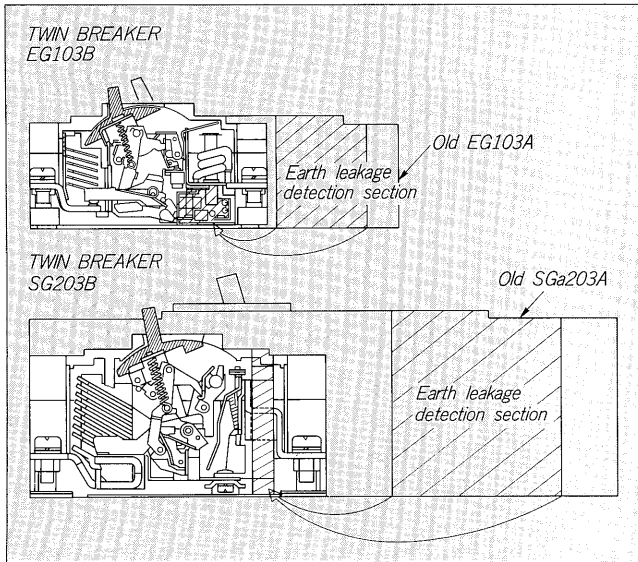 TWIN BREAKER
EG103B
Old EG103A
Earth leakage
detection section
TWIN BREAKER
SG203B
Old SGa203A
Earth leakage
detection section